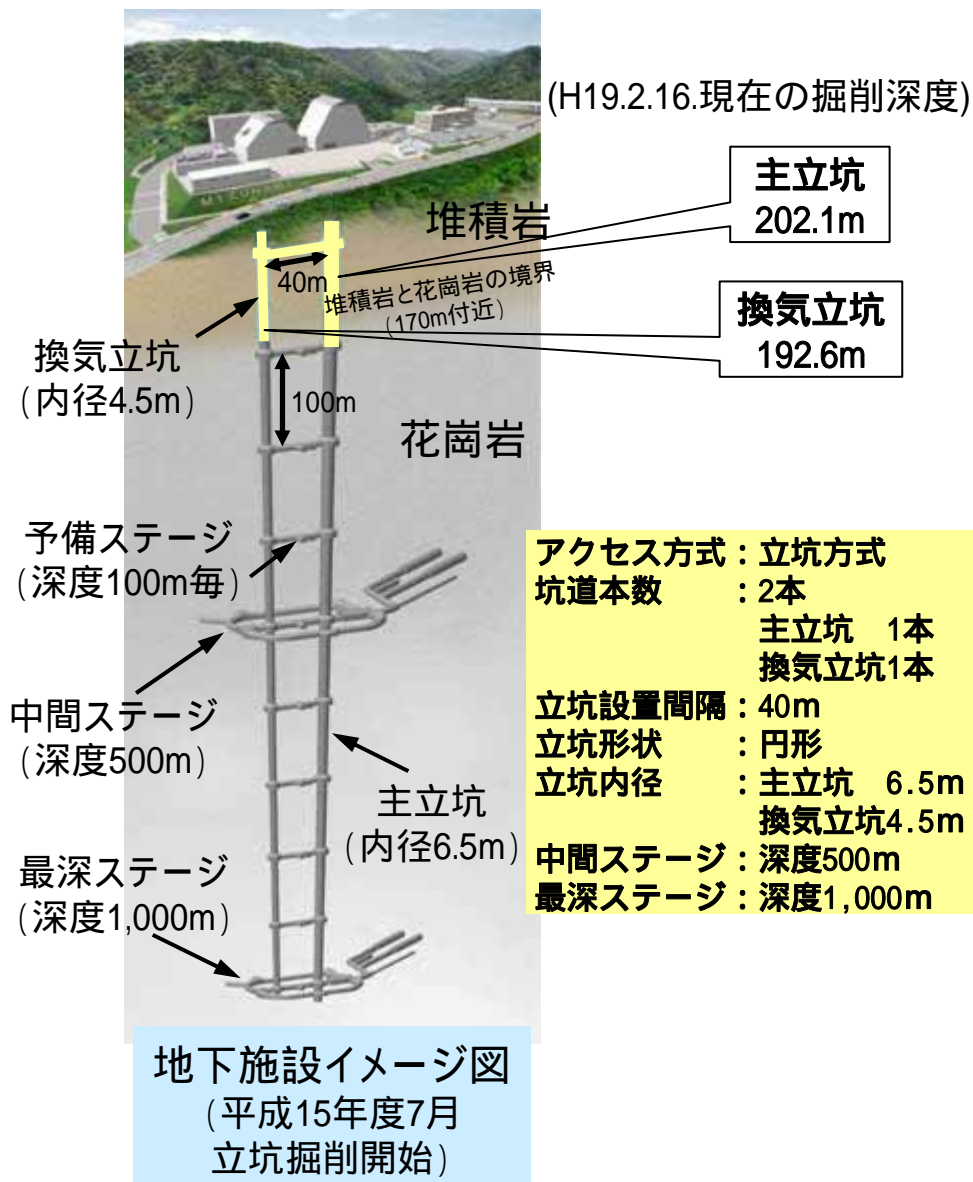 (H19.2.16.現在の掘削深度)
主立坑
202.1m
堆積岩
40m
堆積岩と花崗岩の境界
(170m付近)
換気立坑
192.6m
換気立坑
(内径4.5m)
100m
花崗岩
予備ステージ
(深度100m毎)
アクセス方式：立坑方式
坑道本数　　：2本
主立坑　1本
換気立坑1本
立坑設置間隔：40m
立坑形状　　：円形
立坑内径　　：主立坑　6.5m
換気立坑4.5m
中間ステージ：深度500m
最深ステージ：深度1,000m
中間ステージ
(深度500m)
主立坑
(内径6.5m)
最深ステージ
(深度1,000m)
地下施設イメージ図
(平成15年度7月
立坑掘削開始)